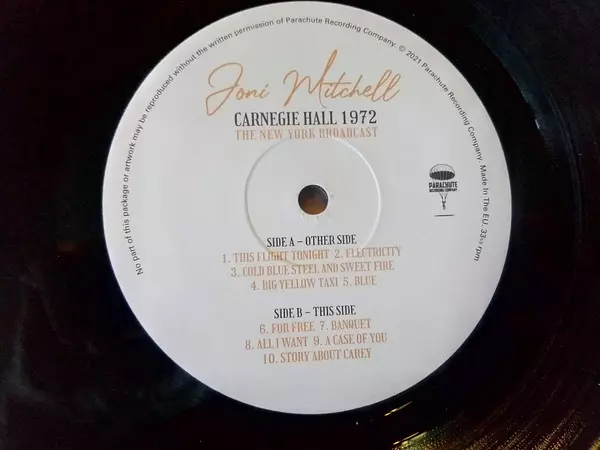 No part of this package or artwork may be reproduced without the written permission of Parachute Recording Company. © 2021 Parachute Recording Company. Made In The EU. 33⅓ rpm
Joni Mitchell
CARNEGIE HALL 1972
THE NEW YORK BROADCAST
PARACHUTE
RECORDING COMPANY
SIDE A – OTHER SIDE
1. THIS FLIGHT TONIGHT 2. ELECTRICITY
3. COLD BLUE STEEL AND SWEET FIRE
4. BIG YELLOW TAXI 5. BLUE
SIDE B – THIS SIDE
6. FOR FREE 7. BANQUET
8. ALL I WANT 9. A CASE OF YOU
10. STORY ABOUT CAREY